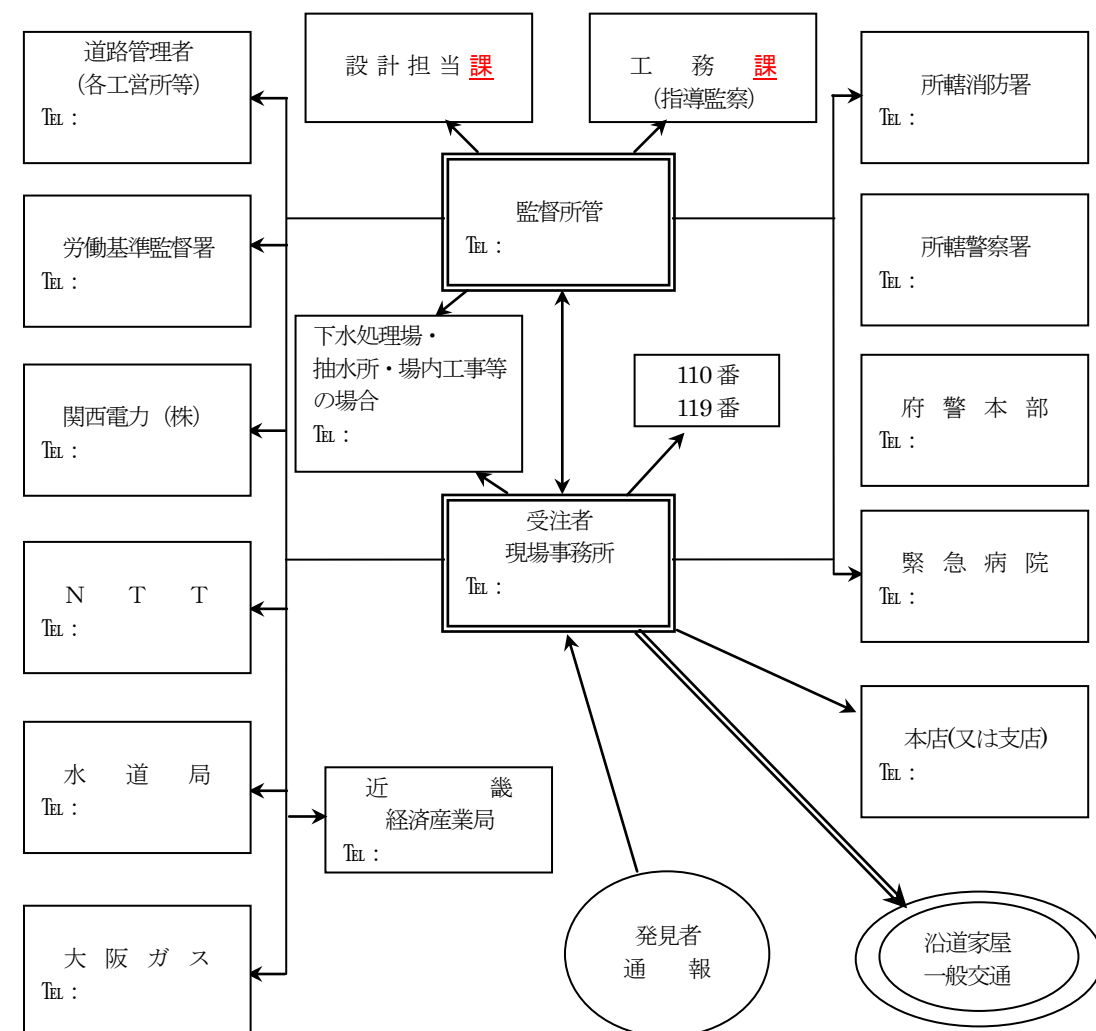 道路管理者
(各工営所等)
℡：
設計担当課
工務課
(指導監察)
所轄消防署
℡：
監督所管
℡：
労働基準監督署
℡：
所轄警察署
℡：
下水処理場・
抽水所・場内工事等
の場合
℡：
110番
119番
関西電力（株）
℡：
府警本部
℡：
受注者
現場事務所
℡：
緊急病院
℡：
ＮＴＴ
℡：
本店(又は支店)
℡：
水道局
℡：
近畿
経済産業局
℡：
発見者
通報
沿道家屋
一般交通
大阪ガス
℡：